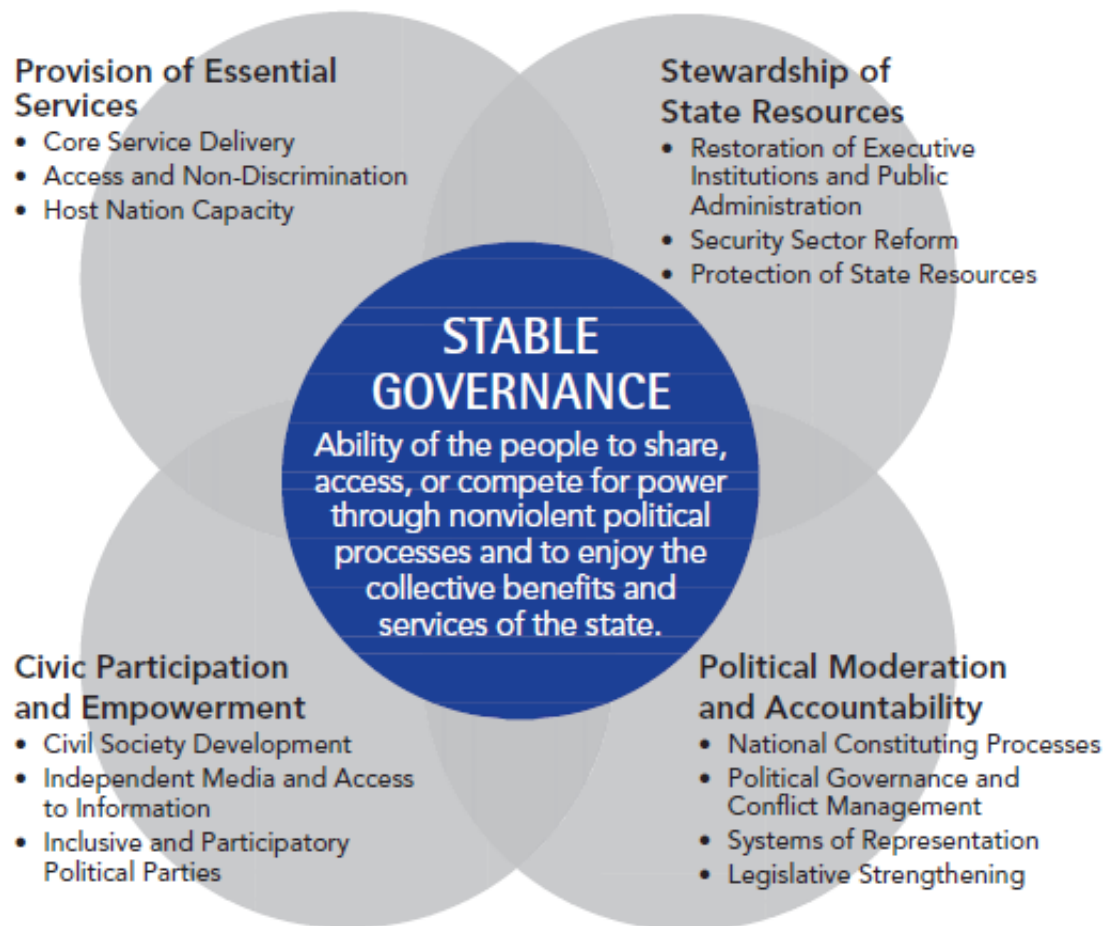 Provision of Essential
Services
• Core Service Delivery
• Access and Non-Discrimination
• Host Nation Capacity
Stewardship of
State Resources
• Restoration of Executive
Institutions and Public
Administration
• Security Sector Reform
• Protection of State Resources
STABLE
GOVERNANCE
Ability of the people to share,
access, or compete for power
through nonviolent political
processes and to enjoy the
collective benefits and
services of the state.
Civic Participation
and Empowerment
• Civil Society Development
• Independent Media and Access
to Information
• Inclusive and Participatory
Political Parties
Political Moderation
and Accountability
• National Constituting Processes
• Political Governance and
Conflict Management
• Systems of Representation
• Legislative Strengthening